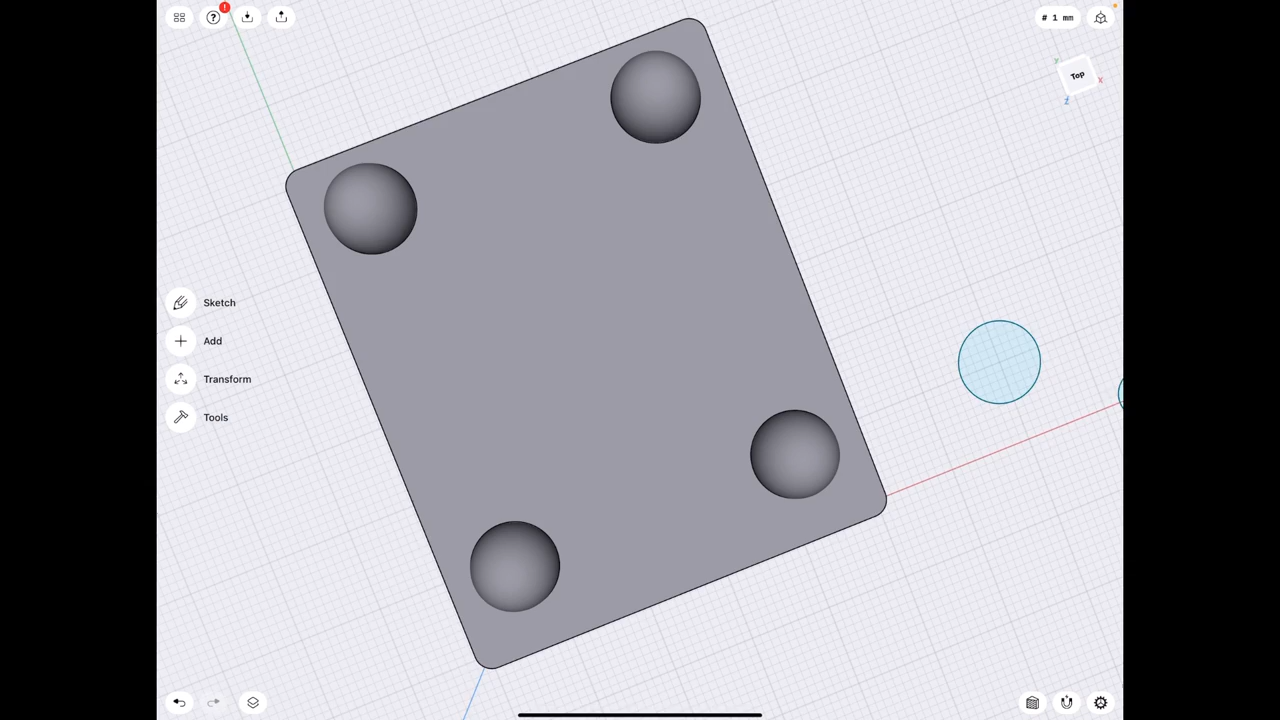 ?
!
# 1 mm
Y
Top
X
Z
Sketch
Add
Transform
Tools